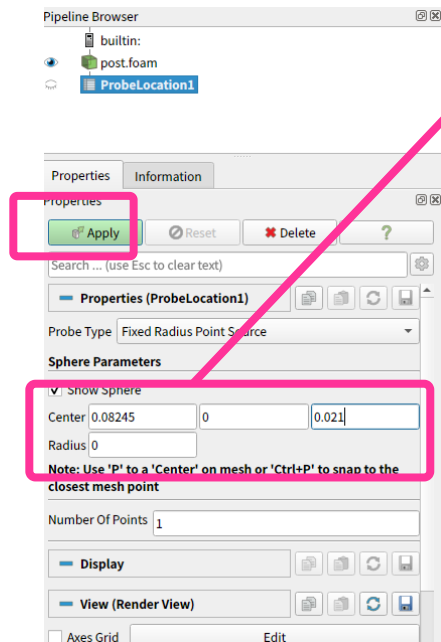 Pipeline Browser
builtin:
post.foam
ProbeLocation1
Properties Information
Properties
Apply Reset Delete ?
Search ... (use Esc to clear text)
Properties (ProbeLocation1)
Probe Type Fixed Radius Point Source
Sphere Parameters
Show Sphere
Center 0.08245 0 0.021
Radius 0
Note: Use 'P' to a 'Center' on mesh or 'Ctrl+P' to snap to the
closest mesh point
Number Of Points 1
Display
View (Render View)
Axes Grid Edit